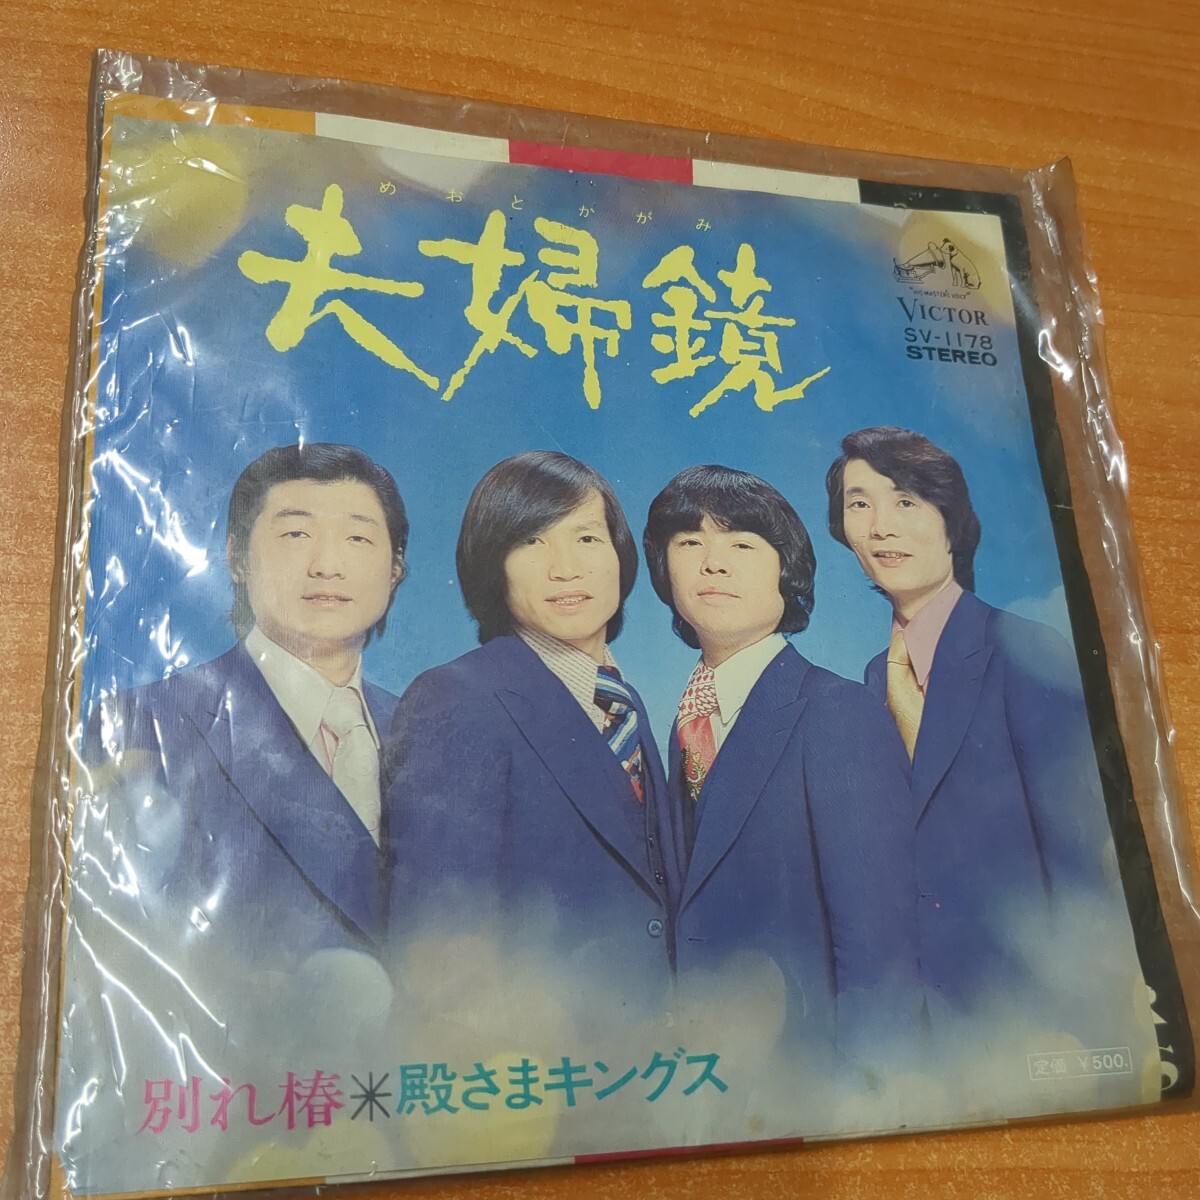 めおとかがみ
夫婦鏡
"HIS MASTER'S VOICE"
VICTOR
SV-1178
STEREO
別れ椿＊殿さまキングス
定価 ¥500.